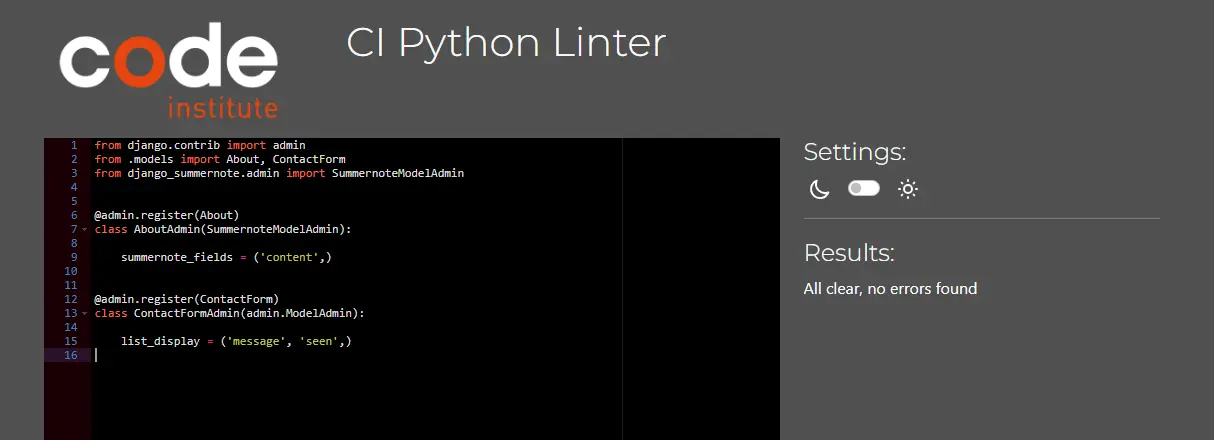 code
institute
CI Python Linter
1 from django.contrib import admin
2 from .models import About, ContactForm
3 from django_summernote.admin import SummernoteModelAdmin
4
5
6 @admin.register(About)
7 class AboutAdmin(SummernoteModelAdmin):
8
9     summernote_fields = ('content',)
10
11
12 @admin.register(ContactForm)
13 class ContactFormAdmin(admin.ModelAdmin):
14
15     list_display = ('message', 'seen',)
16
Settings:
Results:
All clear, no errors found